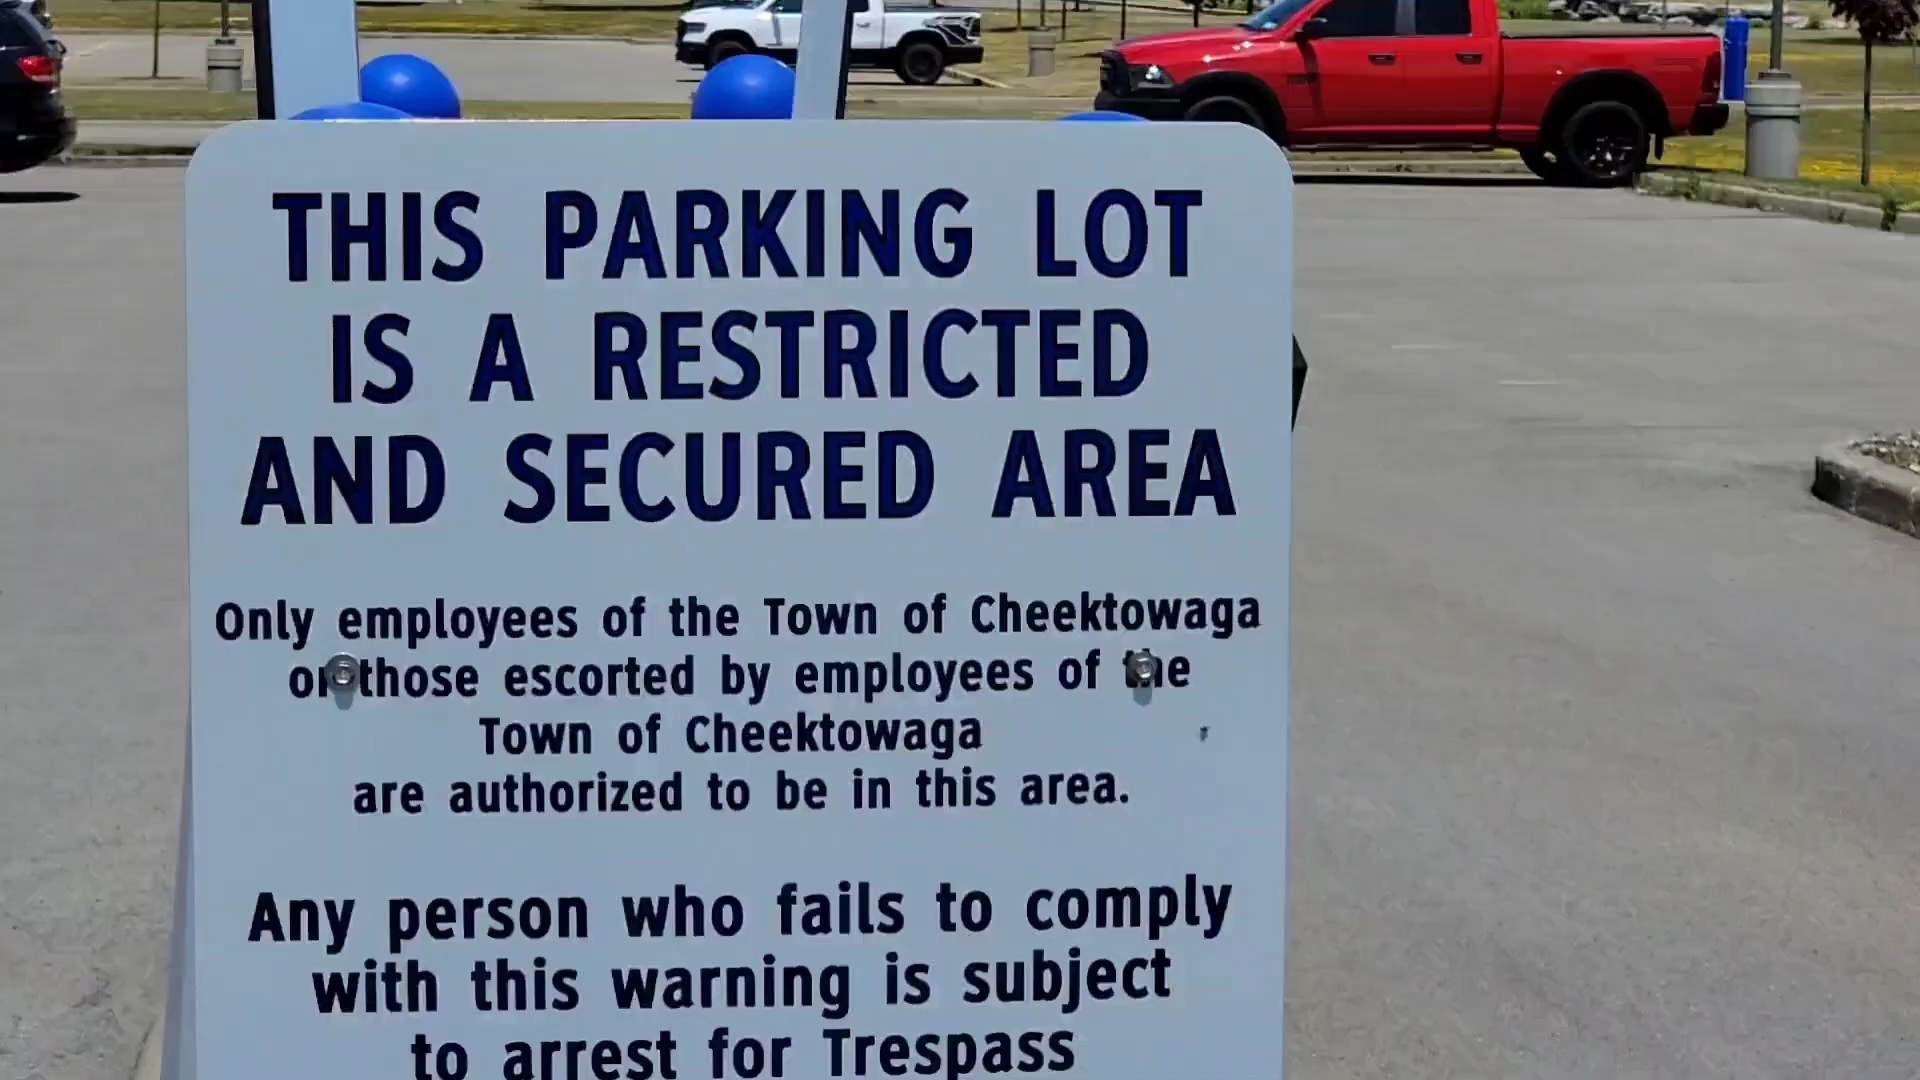 THIS PARKING LOT
IS A RESTRICTED
AND SECURED AREA
Only employees of the Town of Cheektowaga
or those escorted by employees of the
Town of Cheektowaga
are authorized to be in this area.
Any person who fails to comply
with this warning is subject
to arrest for Trespass